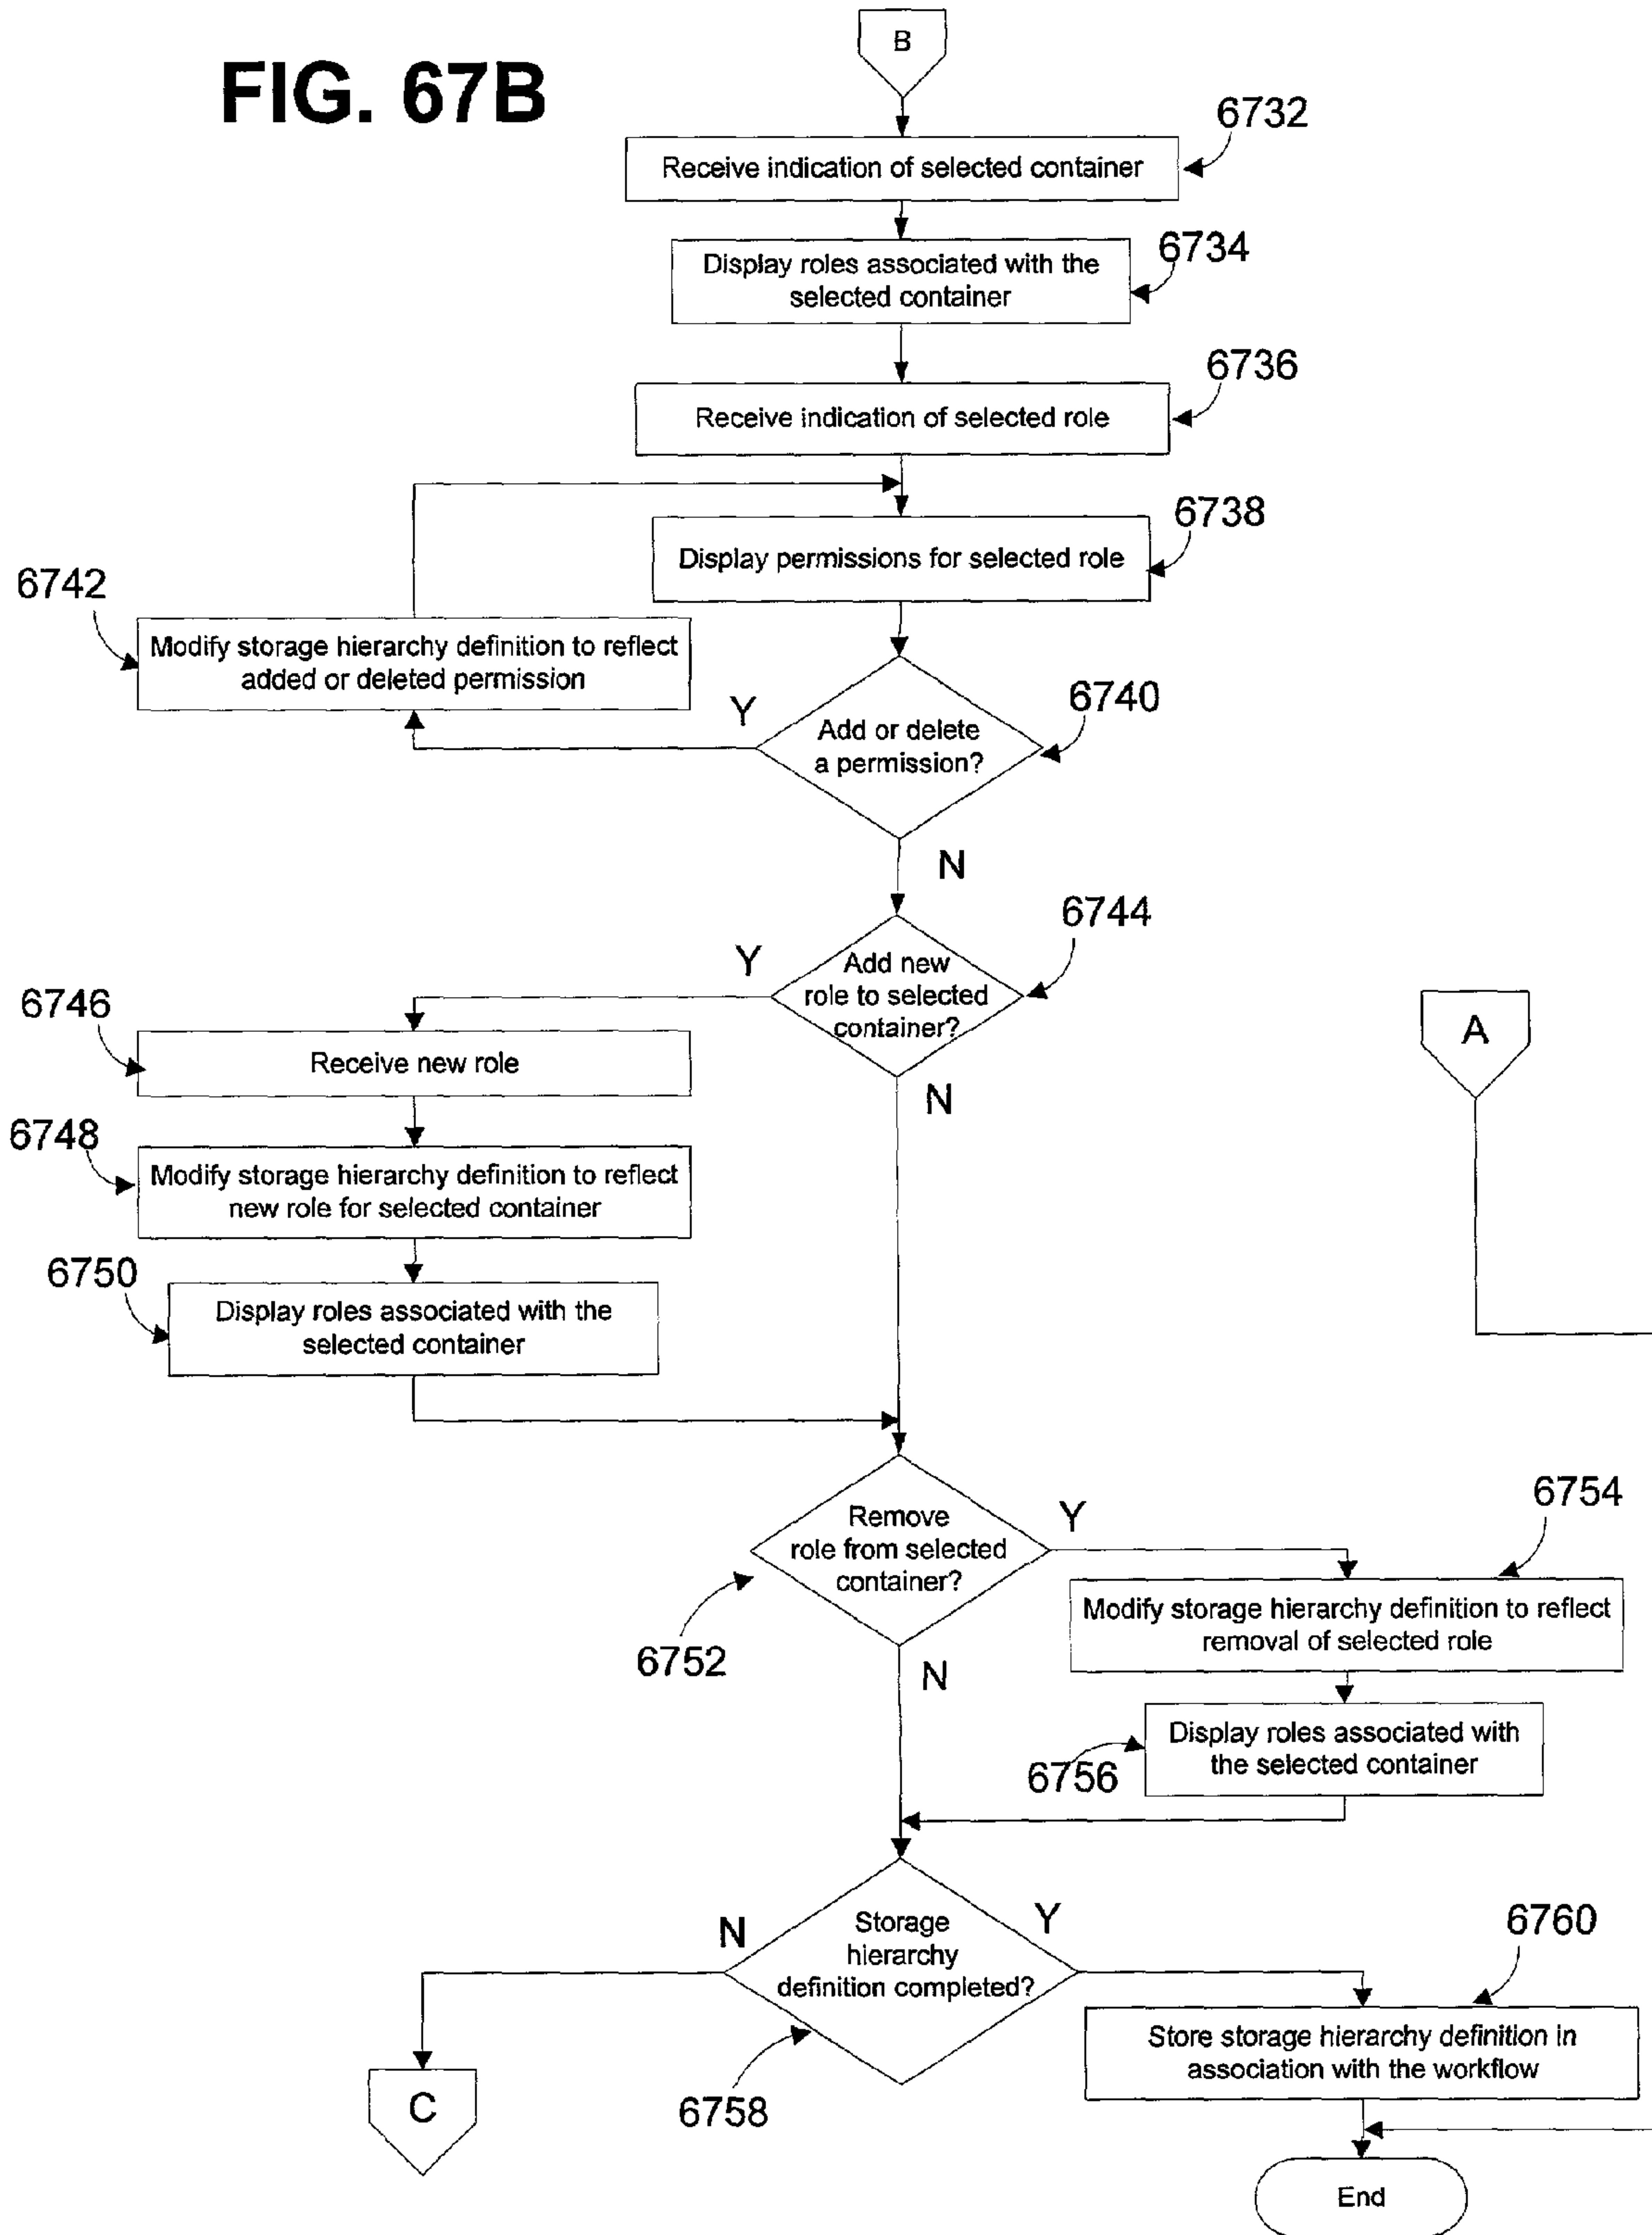 FIG. 67B
B
6732
Receive indication of selected container
6734
Display roles associated with the
selected container
6736
Receive indication of selected role
6738
Display permissions for selected role
6742
Modify storage hierarchy definition to reflect
added or deleted permission
Y
6740
Add or delete
a permission?
N
6744
Y
Add new
role to selected
container?
6746
Receive new role
A
N
6748
Modify storage hierarchy definition to reflect
new role for selected container
6750
Display roles associated with the
selected container
6754
Remove
role from selected
container?
Y
6752
N
Modify storage hierarchy definition to reflect
removal of selected role
Display roles associated with
the selected container
6756
N
Storage
hierarchy
definition completed?
Y
6760
Store storage hierarchy definition in
association with the workflow
C
6758
End